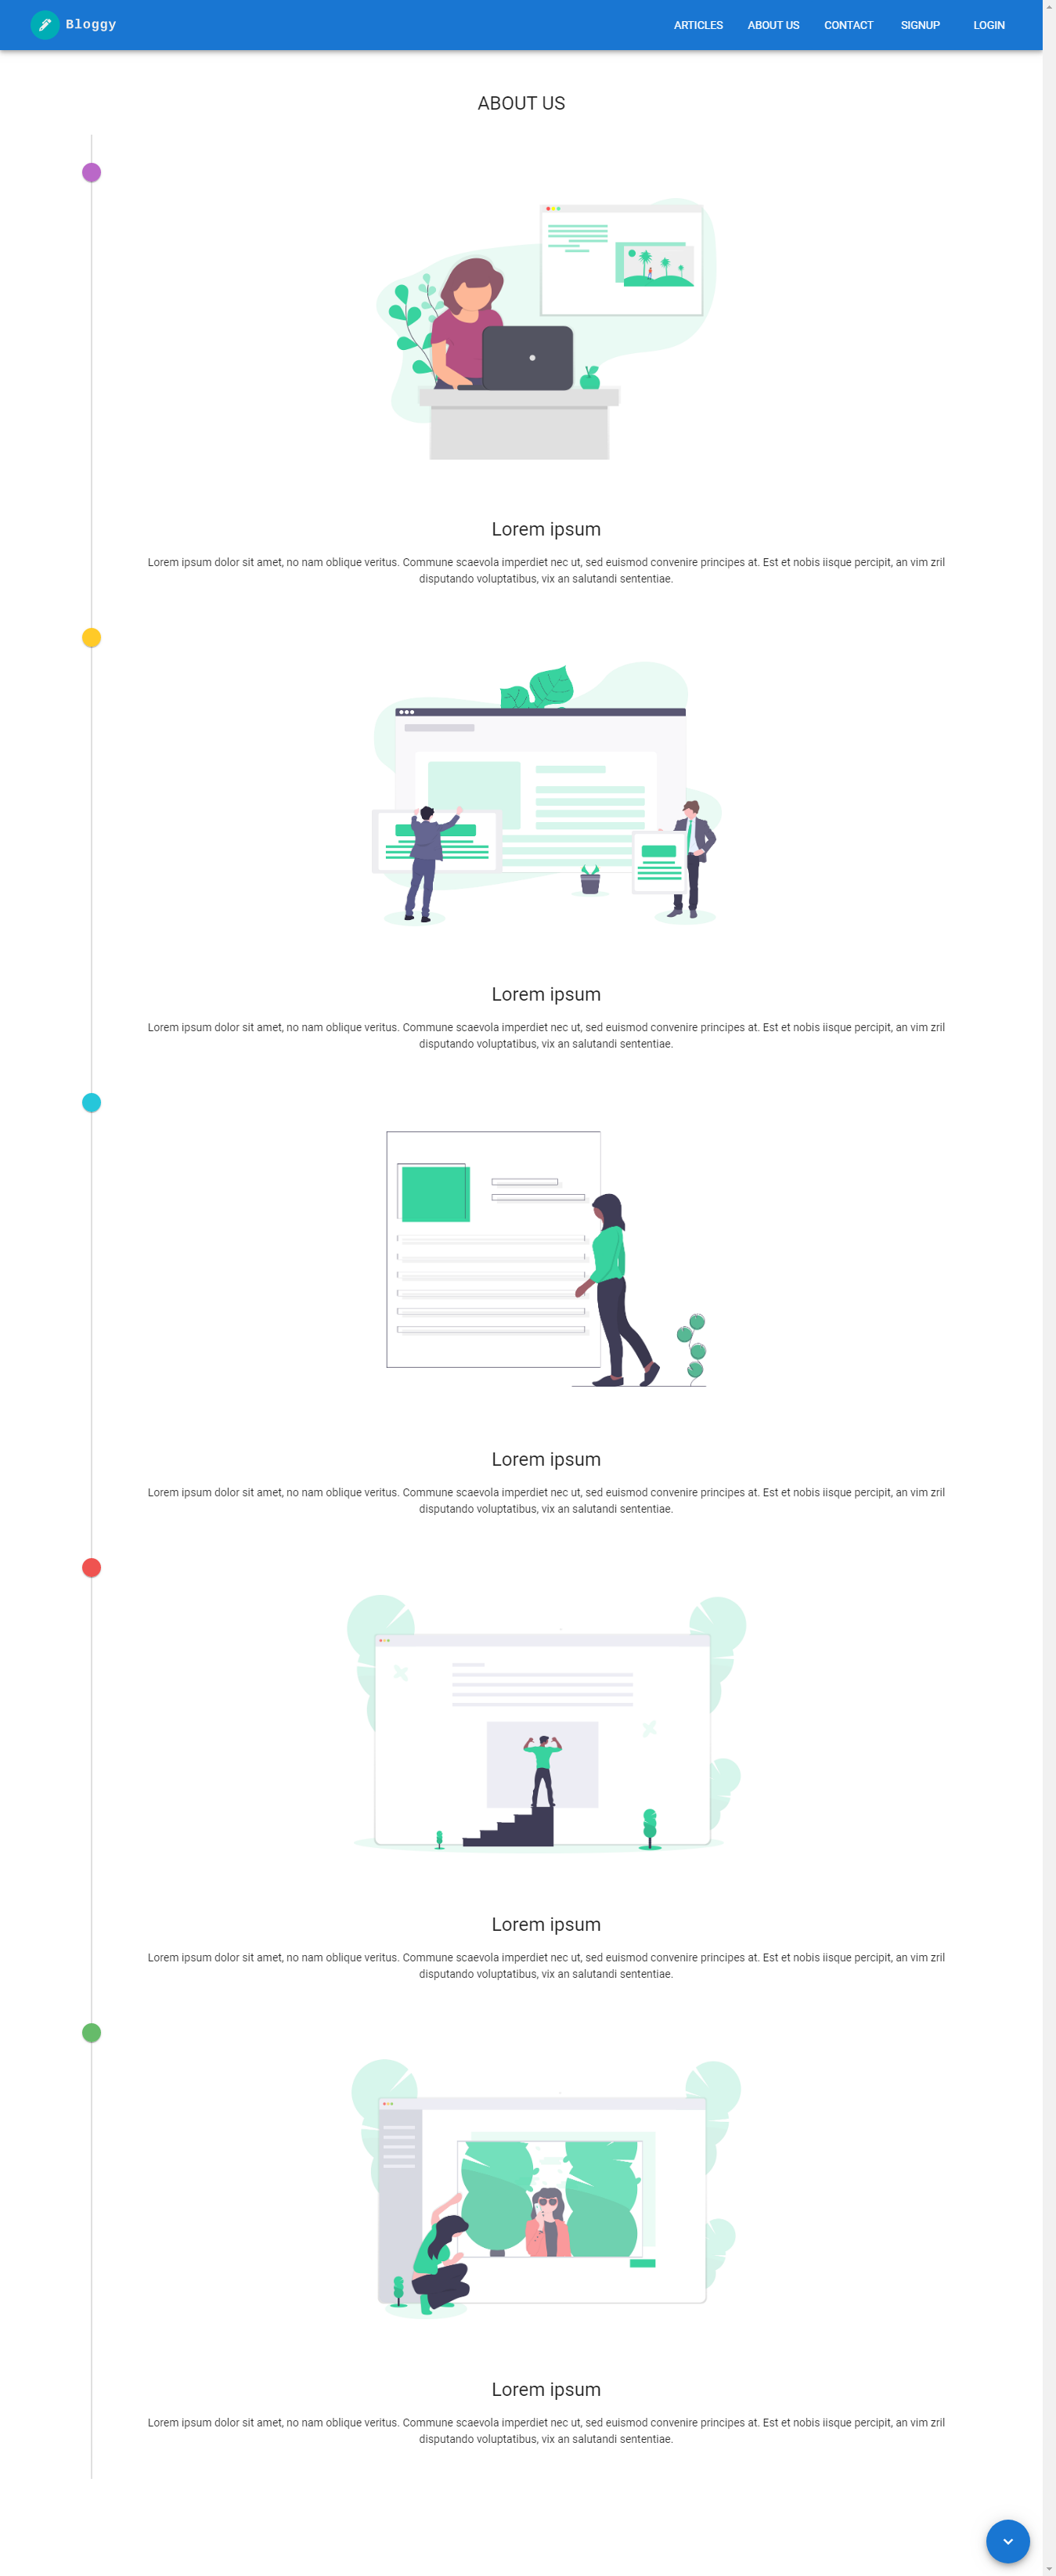 Bloggy
ARTICLES ABOUT US CONTACT SIGNUP LOGIN
ABOUT US
Lorem ipsum
Lorem ipsum dolor sit amet, no nam oblique veritus. Commune scaevola imperdiet nec ut, sed euismod convenire principes at. Est et nobis iisque percipit, an vim zril
disputando voluptatibus, vix an salutandi sententiae.
Lorem ipsum
Lorem ipsum dolor sit amet, no nam oblique veritus. Commune scaevola imperdiet nec ut, sed euismod convenire principes at. Est et nobis iisque percipit, an vim zril
disputando voluptatibus, vix an salutandi sententiae.
Lorem ipsum
Lorem ipsum dolor sit amet, no nam oblique veritus. Commune scaevola imperdiet nec ut, sed euismod convenire principes at. Est et nobis iisque percipit, an vim zril
disputando voluptatibus, vix an salutandi sententiae.
Lorem ipsum
Lorem ipsum dolor sit amet, no nam oblique veritus. Commune scaevola imperdiet nec ut, sed euismod convenire principes at. Est et nobis iisque percipit, an vim zril
disputando voluptatibus, vix an salutandi sententiae.
Lorem ipsum
Lorem ipsum dolor sit amet, no nam oblique veritus. Commune scaevola imperdiet nec ut, sed euismod convenire principes at. Est et nobis iisque percipit, an vim zril
disputando voluptatibus, vix an salutandi sententiae.